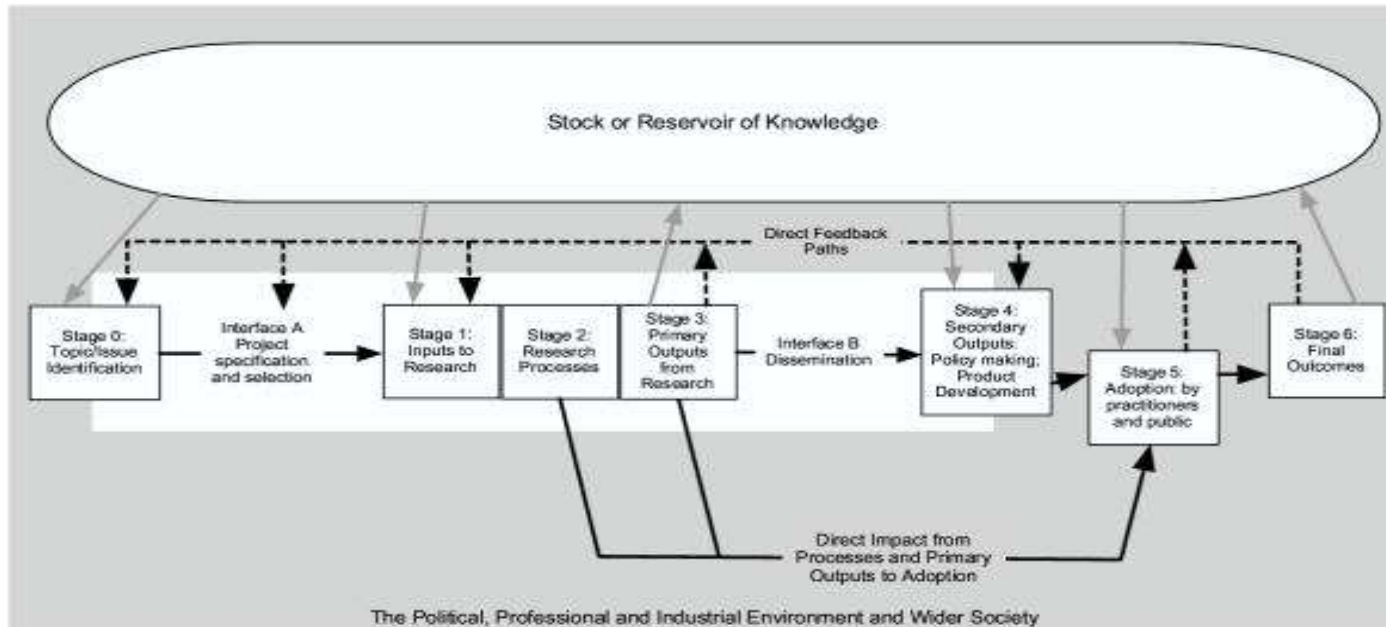 Stock or Reservoir of Knowledge
Direct Feedback
Paths
Stage 0:
Topic/Issue
Identification
Interface A
Project
specification
and selection
Stage 1:
Inputs to
Research
Stage 2:
Research
Processes
Stage 3:
Primary
Outputs
from
Research
Interface B
Dissemination
Stage 4:
Secondary
Outputs:
Policy making;
Product
Development
Stage 5:
Adoption: by
practitioners
and public
Stage 6:
Final
Outcomes
Direct Impact from
Processes and Primary
Outputs to Adoption
The Political, Professional and Industrial Environment and Wider Society